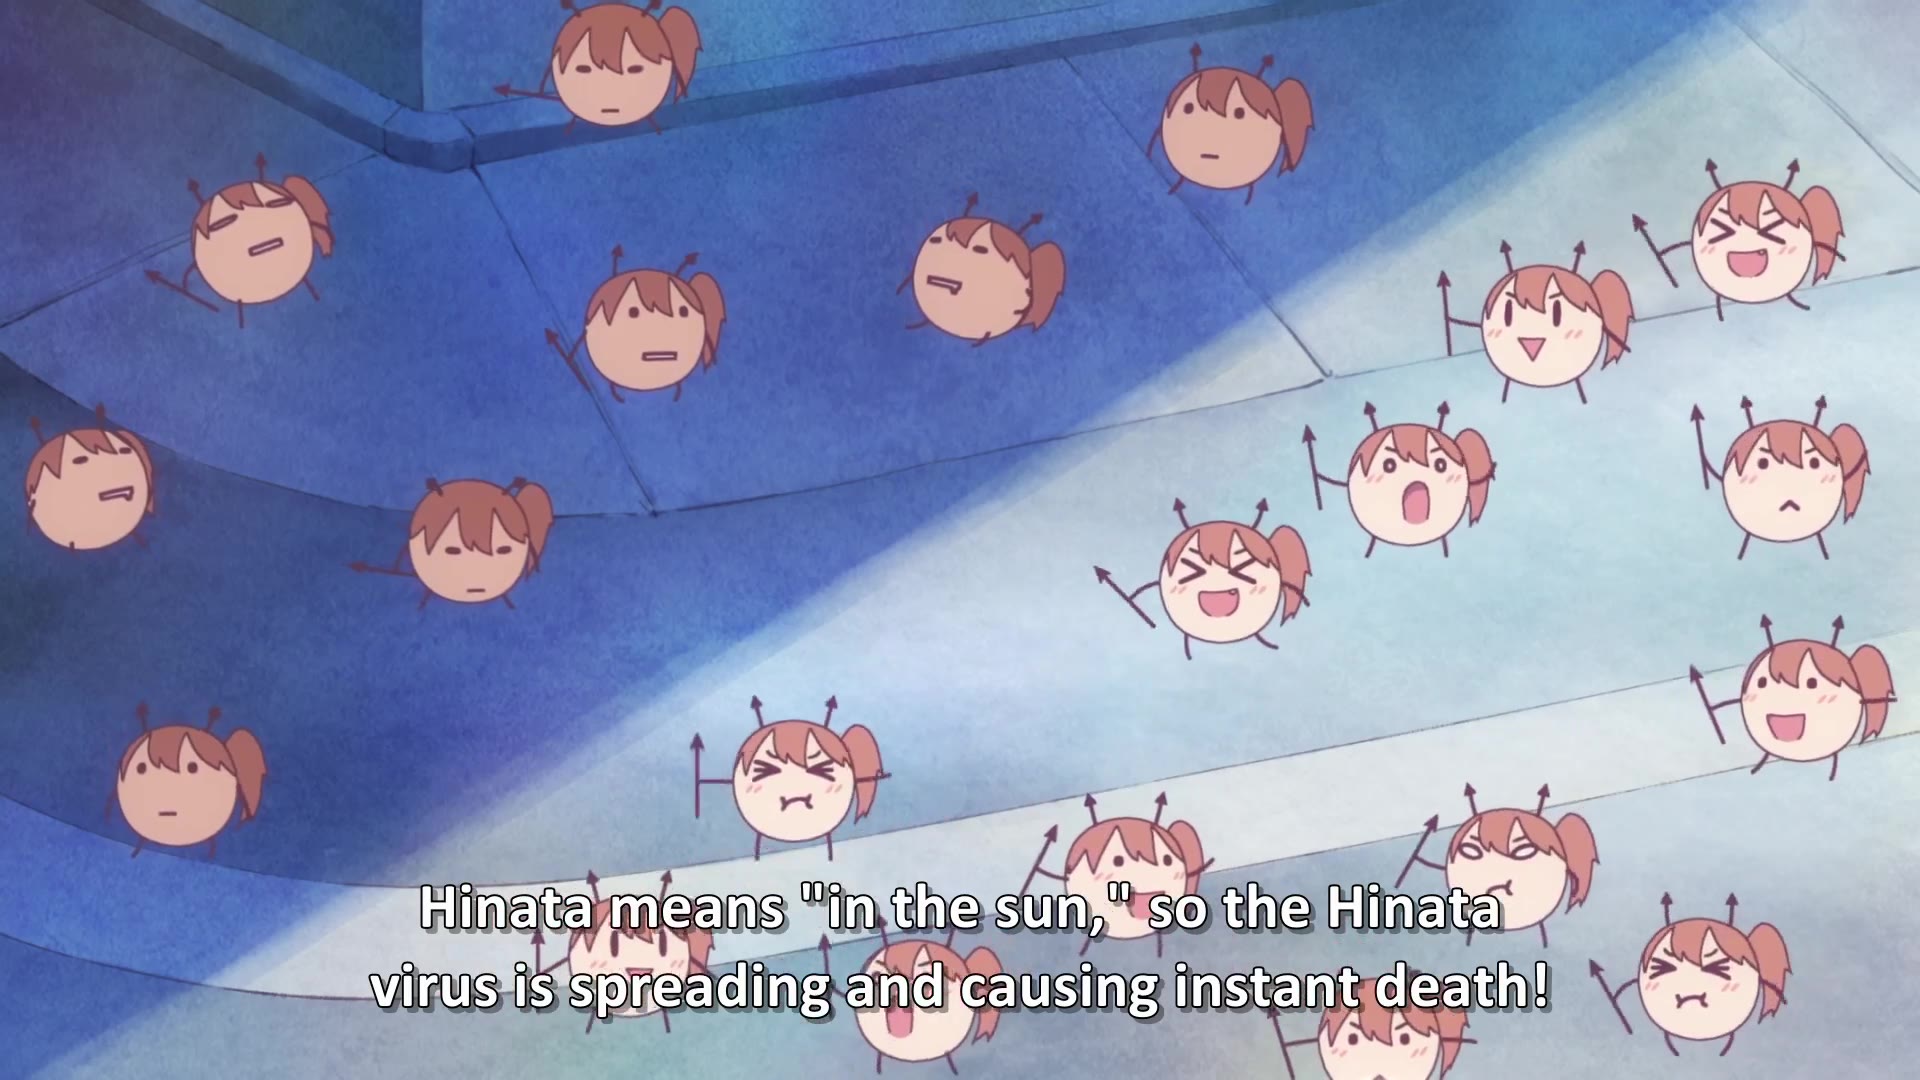 Hinata means "in the sun," so the Hinata
virus is spreading and causing instant death!